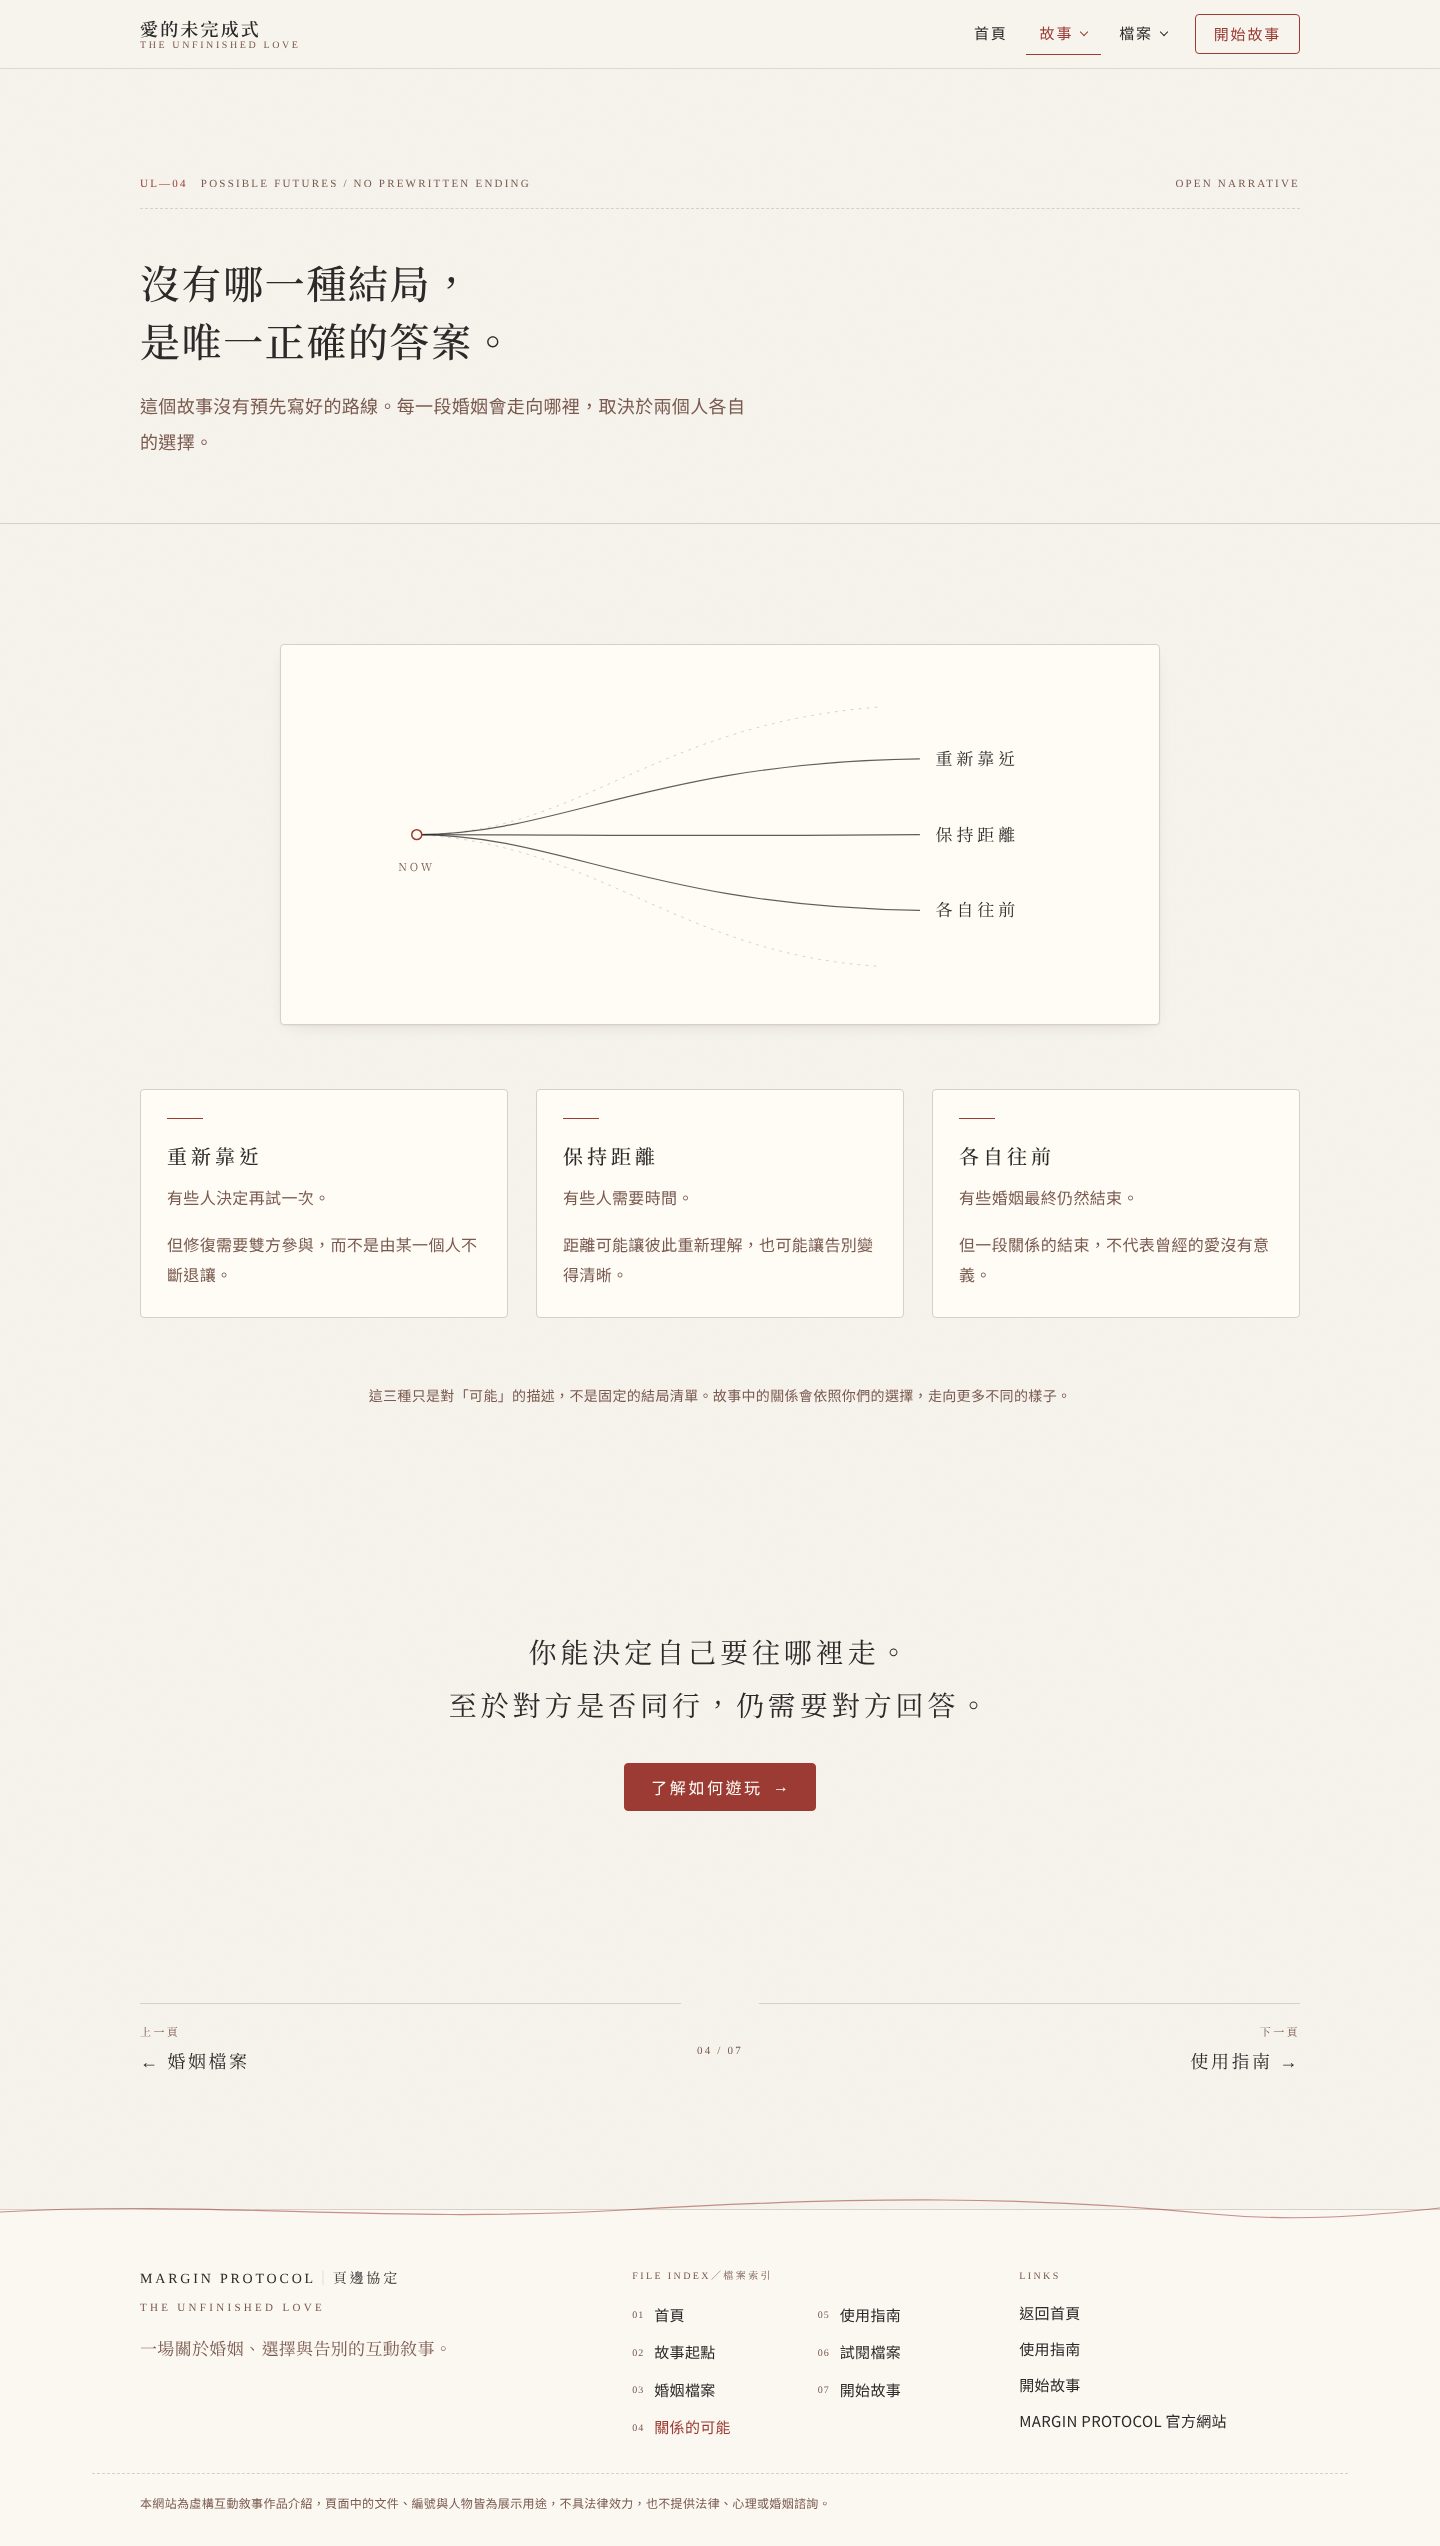 愛的未完成式
THE UNFINISHED LOVE
首頁
故事
檔案
開始故事
UL—04 POSSIBLE FUTURES / NO PREWRITTEN ENDING
OPEN NARRATIVE
沒有哪一種結局，
是唯一正確的答案。
這個故事沒有預先寫好的路線。每一段婚姻會走向哪裡，取決於兩個人各自
的選擇。
NOW
重新靠近
保持距離
各自往前
重新靠近
有些人決定再試一次。
但修復需要雙方參與，而不是由某一個人不
斷退讓。
保持距離
有些人需要時間。
距離可能讓彼此重新理解，也可能讓告別變
得清晰。
各自往前
有些婚姻最終仍然結束。
但一段關係的結束，不代表曾經的愛沒有意
義。
這三種只是對「可能」的描述，不是固定的結局清單。故事中的關係會依照你們的選擇，走向更多不同的樣子。
你能決定自己要往哪裡走。
至於對方是否同行，仍需要對方回答。
了解如何遊玩 →
上一頁
← 婚姻檔案
04 / 07
下一頁
使用指南 →
MARGIN PROTOCOL 頁邊協定
THE UNFINISHED LOVE
一場關於婚姻、選擇與告別的互動敘事。
FILE INDEX／檔案索引
01 首頁
02 故事起點
03 婚姻檔案
04 關係的可能
05 使用指南
06 試閱檔案
07 開始故事
LINKS
返回首頁
使用指南
開始故事
MARGIN PROTOCOL 官方網站
本網站為虛構互動敘事作品介紹，頁面中的文件、編號與人物皆為展示用途，不具法律效力，也不提供法律、心理或婚姻諮詢。